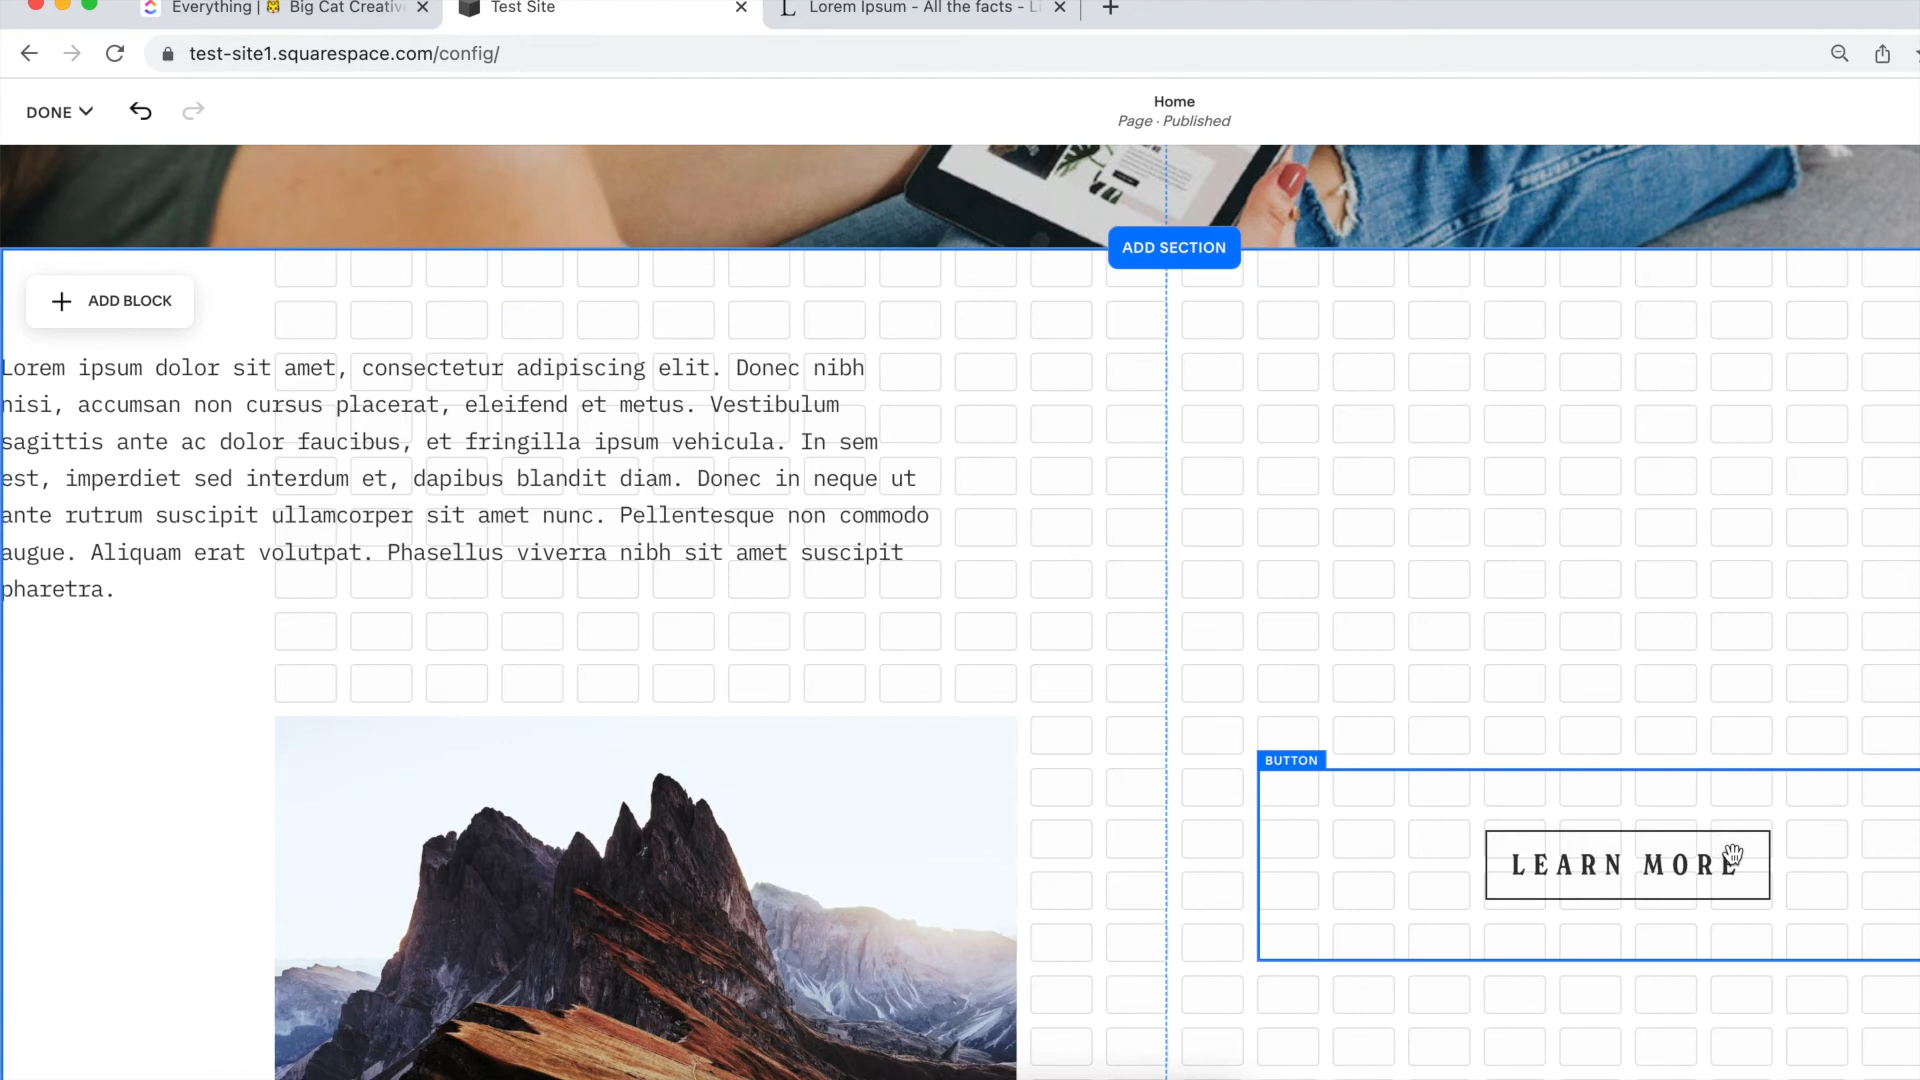 Everything | 🐯 Big Cat Creativ
Test Site
Lorem Ipsum - All the facts - Li
test-site1.squarespace.com/config/
DONE
Home
Page · Published
ADD SECTION
ADD BLOCK
Lorem ipsum dolor sit amet, consectetur adipiscing elit. Donec nibh
nisi, accumsan non cursus placerat, eleifend et metus. Vestibulum
sagittis ante ac dolor faucibus, et fringilla ipsum vehicula. In sem
est, imperdiet sed interdum et, dapibus blandit diam. Donec in neque ut
ante rutrum suscipit ullamcorper sit amet nunc. Pellentesque non commodo
augue. Aliquam erat volutpat. Phasellus viverra nibh sit amet suscipit
pharetra.
BUTTON
LEARN MORE